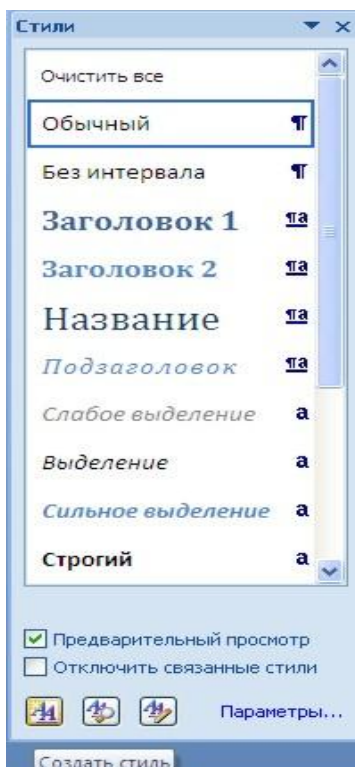 Стили
Очистить все
Обычный ¶
Без интервала ¶
Заголовок 1 ¶a
Заголовок 2 ¶a
Название ¶a
Подзаголовок ¶a
Слабое выделение a
Выделение a
Сильное выделение a
Строгий a
Предварительный просмотр
Отключить связанные стили
Параметры...
Создать стиль